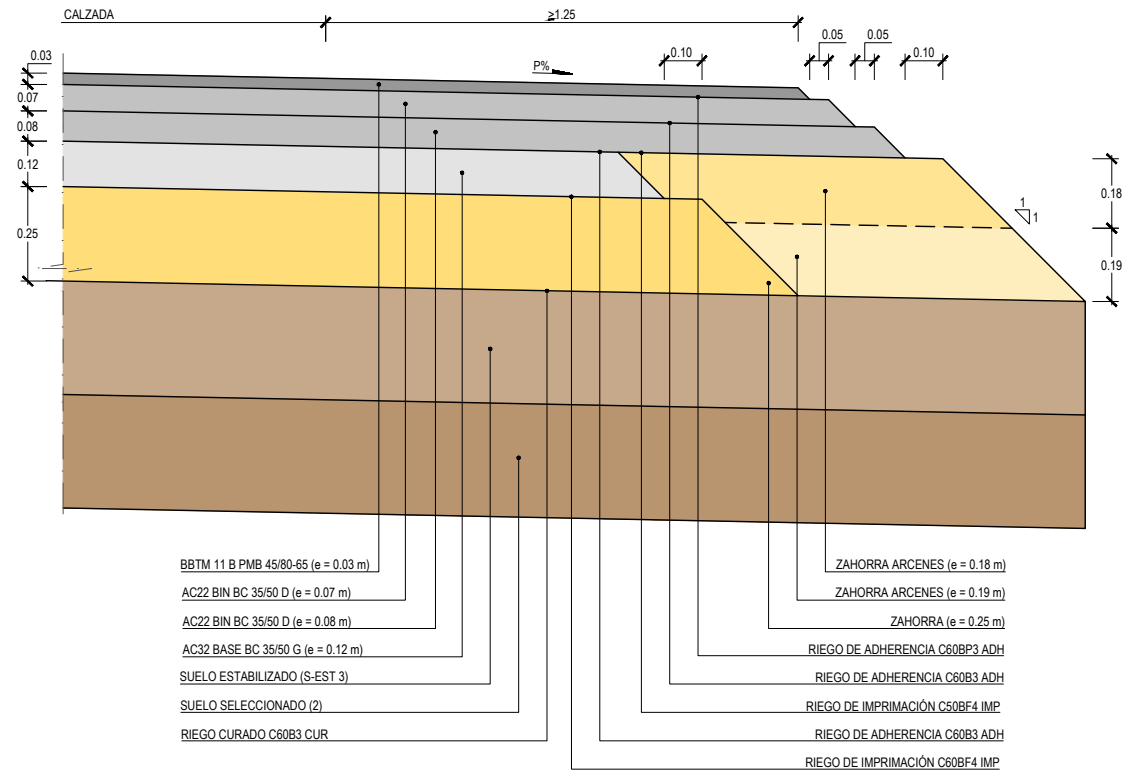 CALZADA
≥1.25
0.05
0.05
0.03
P%
0.10
0.10
0.07
0.08
0.12
0.18
1
1
0.25
0.19
BBTM 11 B PMB 45/80-65 (e = 0.03 m)
ZAHORRA ARCENES (e = 0.18 m)
AC22 BIN BC 35/50 D (e = 0.07 m)
ZAHORRA ARCENES (e = 0.19 m)
AC22 BIN BC 35/50 D (e = 0.08 m)
ZAHORRA (e = 0.25 m)
AC32 BASE BC 35/50 G (e = 0.12 m)
RIEGO DE ADHERENCIA C60BP3 ADH
SUELO ESTABILIZADO (S-EST 3)
RIEGO DE ADHERENCIA C60B3 ADH
SUELO SELECCIONADO (2)
RIEGO DE IMPRIMACIÓN C50BF4 IMP
RIEGO CURADO C60B3 CUR
RIEGO DE ADHERENCIA C60B3 ADH
RIEGO DE IMPRIMACIÓN C60BF4 IMP